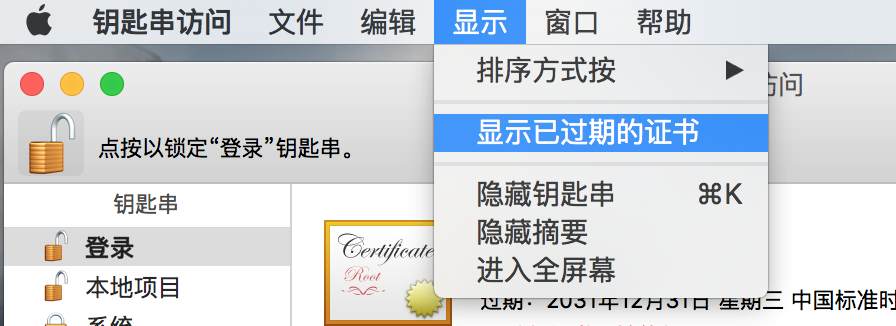 钥匙串访问 文件 编辑 显示 窗口 帮助
排序方式按
访问
显示已过期的证书
点按以锁定“登录”钥匙串。
隐藏钥匙串 ⌘K
隐藏摘要
进入全屏幕
钥匙串
登录
本地项目
系统
Certificate
Root
过期：2031年12月31日 星期三 中国标准时